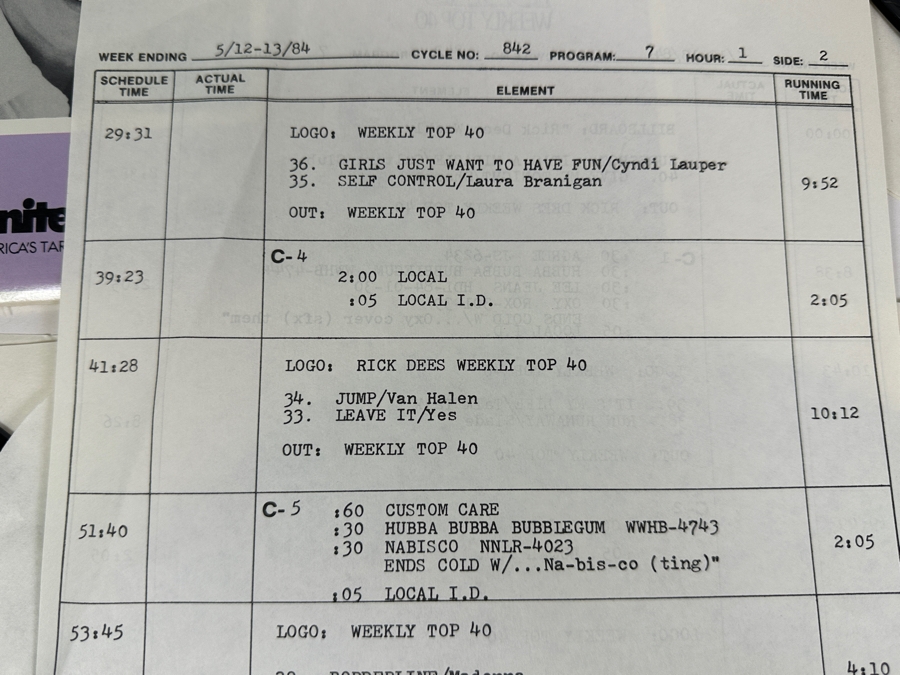 WEEK ENDING 5/12-13/84 CYCLE NO: 842 PROGRAM: 7 HOUR: 1 SIDE: 2
SCHEDULE TIME ACTUAL TIME ELEMENT RUNNING TIME
29:31 LOGO: WEEKLY TOP 40
36. GIRLS JUST WANT TO HAVE FUN/Cyndi Lauper
35. SELF CONTROL/Laura Branigan 9:52
OUT: WEEKLY TOP 40
C-4
39:23 2:00 LOCAL
:05 LOCAL I.D. 2:05
41:28 LOGO: RICK DEES WEEKLY TOP 40
34. JUMP/Van Halen
33. LEAVE IT/Yes 10:12
OUT: WEEKLY TOP 40
C-5 :60 CUSTOM CARE
:30 HUBBA BUBBA BUBBLEGUM WWHB-4743
51:40 :30 NABISCO NNLR-4023 2:05
ENDS COLD W/...Na-bis-co (ting)"
:05 LOCAL I.D.
53:45 LOGO: WEEKLY TOP 40
BORDERLINE/Madonna 4:10
nite
RICA'S TAR